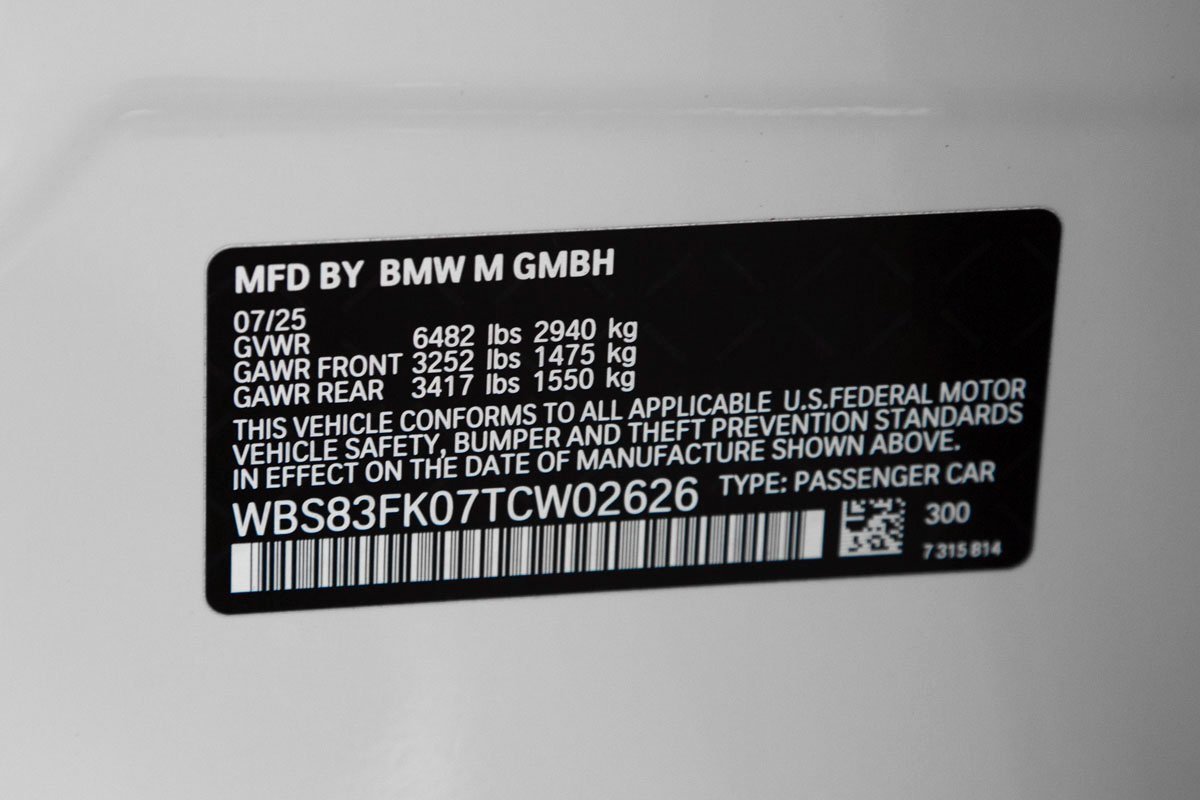 MFD BY BMW M GMBH
07/25
GVWR 6482 lbs 2940 kg
GAWR FRONT 3252 lbs 1475 kg
GAWR REAR 3417 lbs 1550 kg
THIS VEHICLE CONFORMS TO ALL APPLICABLE U.S.FEDERAL MOTOR
VEHICLE SAFETY, BUMPER AND THEFT PREVENTION STANDARDS
IN EFFECT ON THE DATE OF MANUFACTURE SHOWN ABOVE.
WBS83FK07TCW02626 TYPE: PASSENGER CAR
300
7 315 814